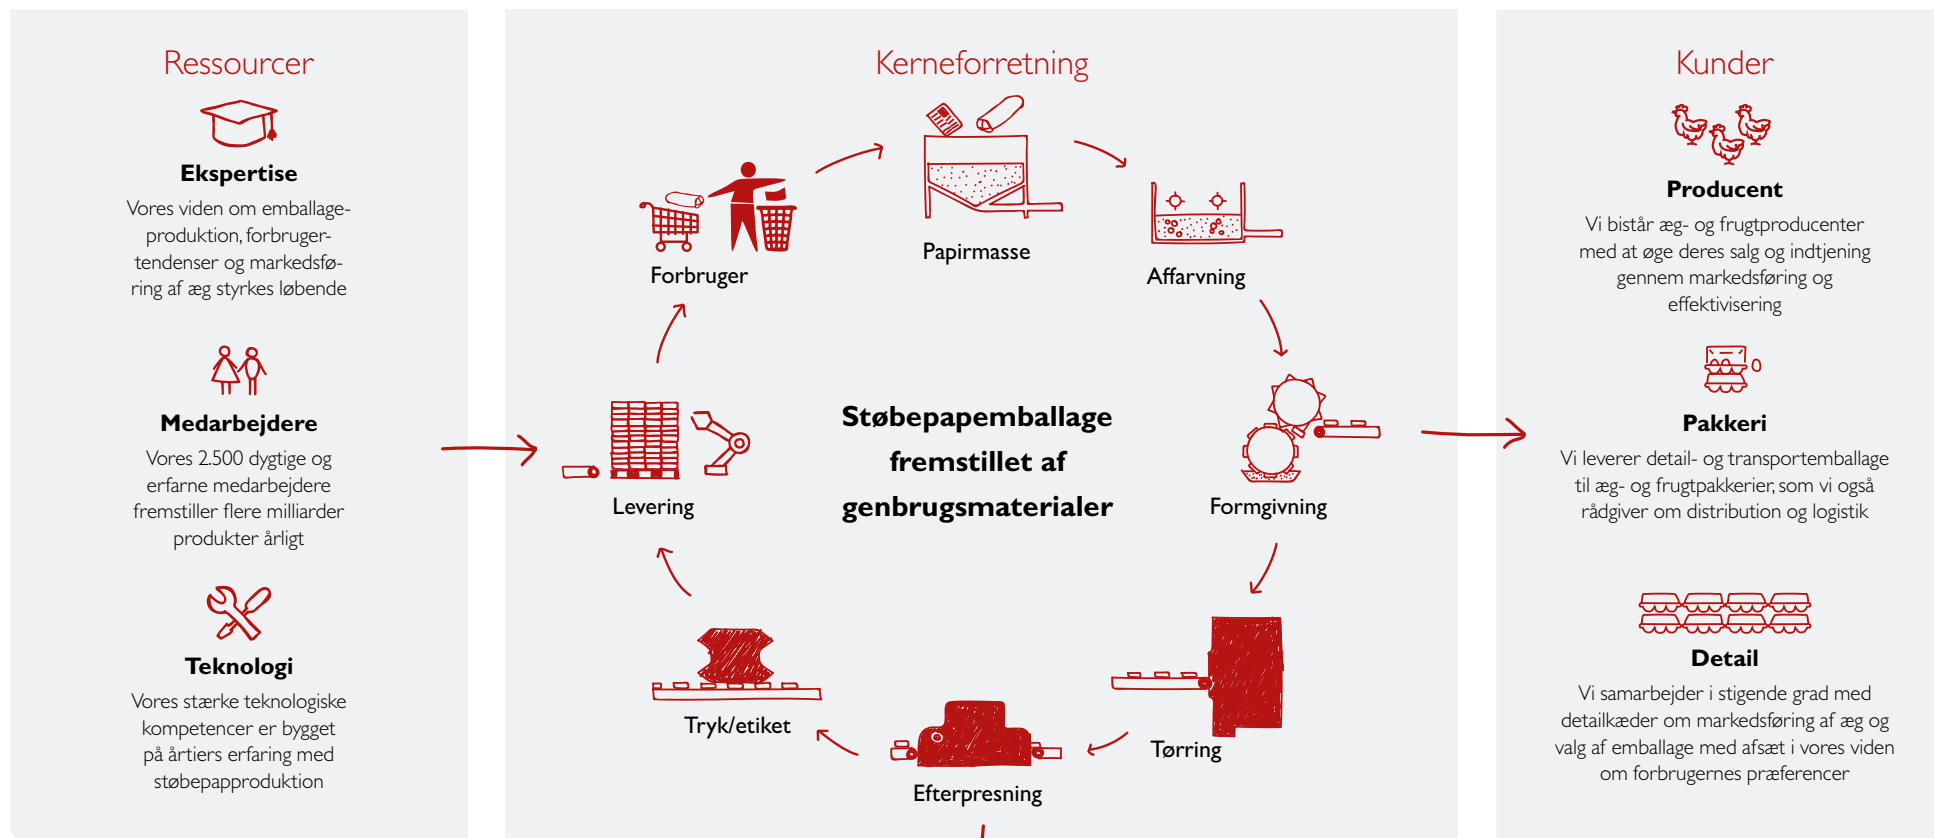 Ressourcer
Ekspertise
Vores viden om emballage-
produktion, forbruger-
tendenser og markedsfø-
ring af æg styrkes løbende
Medarbejdere
Vores 2.500 dygtige og
erfarne medarbejdere
fremstiller flere milliarder
produkter årligt
Teknologi
Vores stærke teknologiske
kompetencer er bygget
på årtiers erfaring med
støbepapproduktion
Kerneforretning
Papirmasse
Affarvning
Formgivning
Tørring
Efterpresning
Tryk/etiket
Levering
Forbruger
Støbepapemballage
fremstillet af
genbrugsmaterialer
Kunder
Producent
Vi bistår æg- og frugtproducenter
med at øge deres salg og indtjening
gennem markedsføring og
effektivisering
Pakkeri
Vi leverer detail- og transportemballage
til æg- og frugtpakkerier, som vi også
rådgiver om distribution og logistik
Detail
Vi samarbejder i stigende grad med
detailkæder om markedsføring af æg og
valg af emballage med afsæt i vores viden
om forbrugernes præferencer